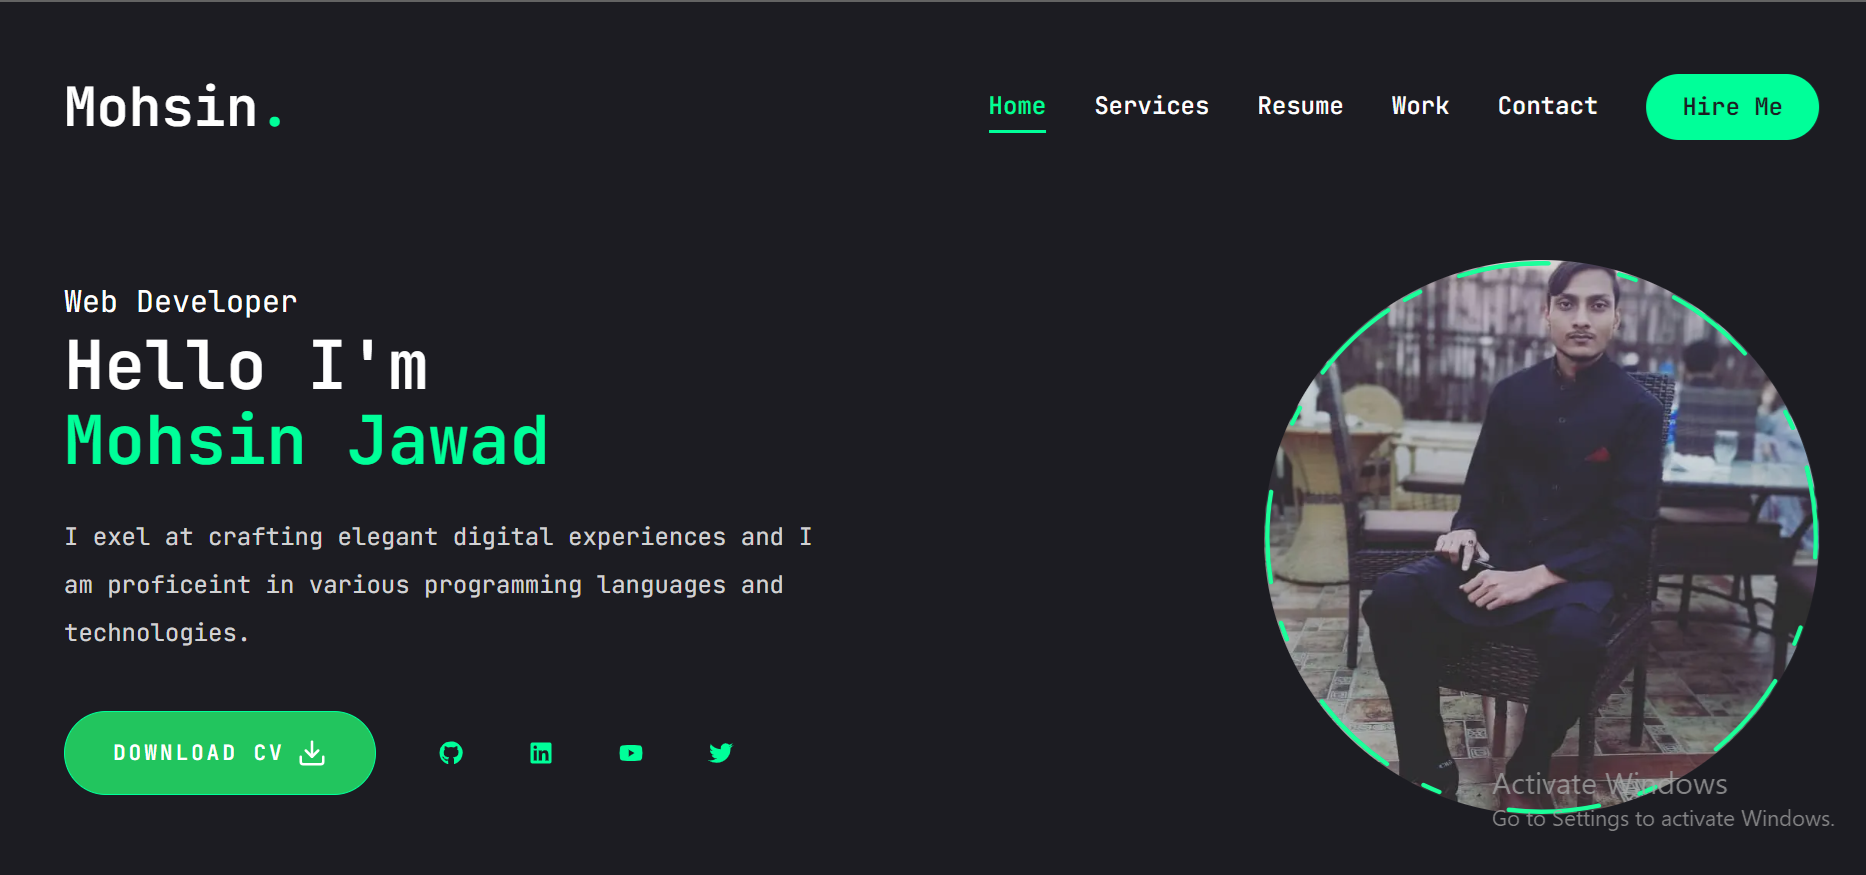 Mohsin.
Home Services Resume Work Contact Hire Me
Web Developer
Hello I'm
Mohsin Jawad
I exel at crafting elegant digital experiences and I
am proficeint in various programming languages and
technologies.
DOWNLOAD CV
in
Activate Windows
Go to Settings to activate Windows.